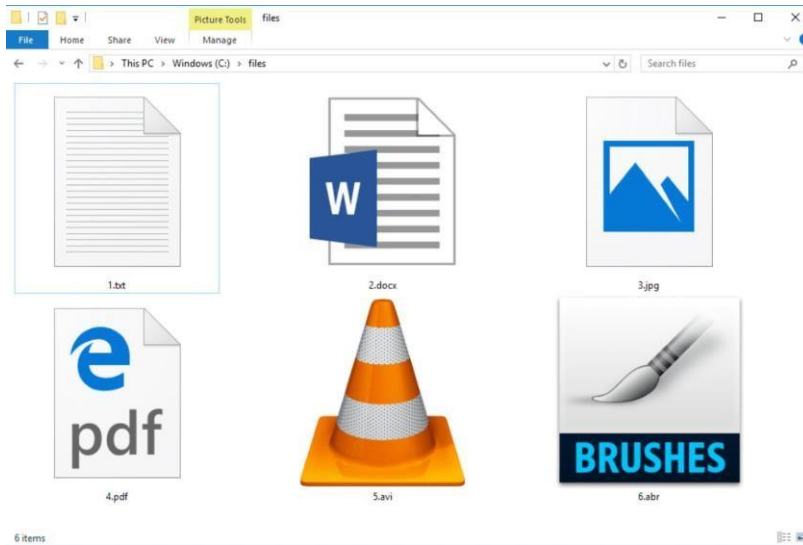 Picture Tools files
File Home Share View Manage
This PC > Windows (C:) > files Search files
1.txt 2.docx 3.jpg
W
e
pdf
BRUSHES
4.pdf 5.avi 6.abr
6 items